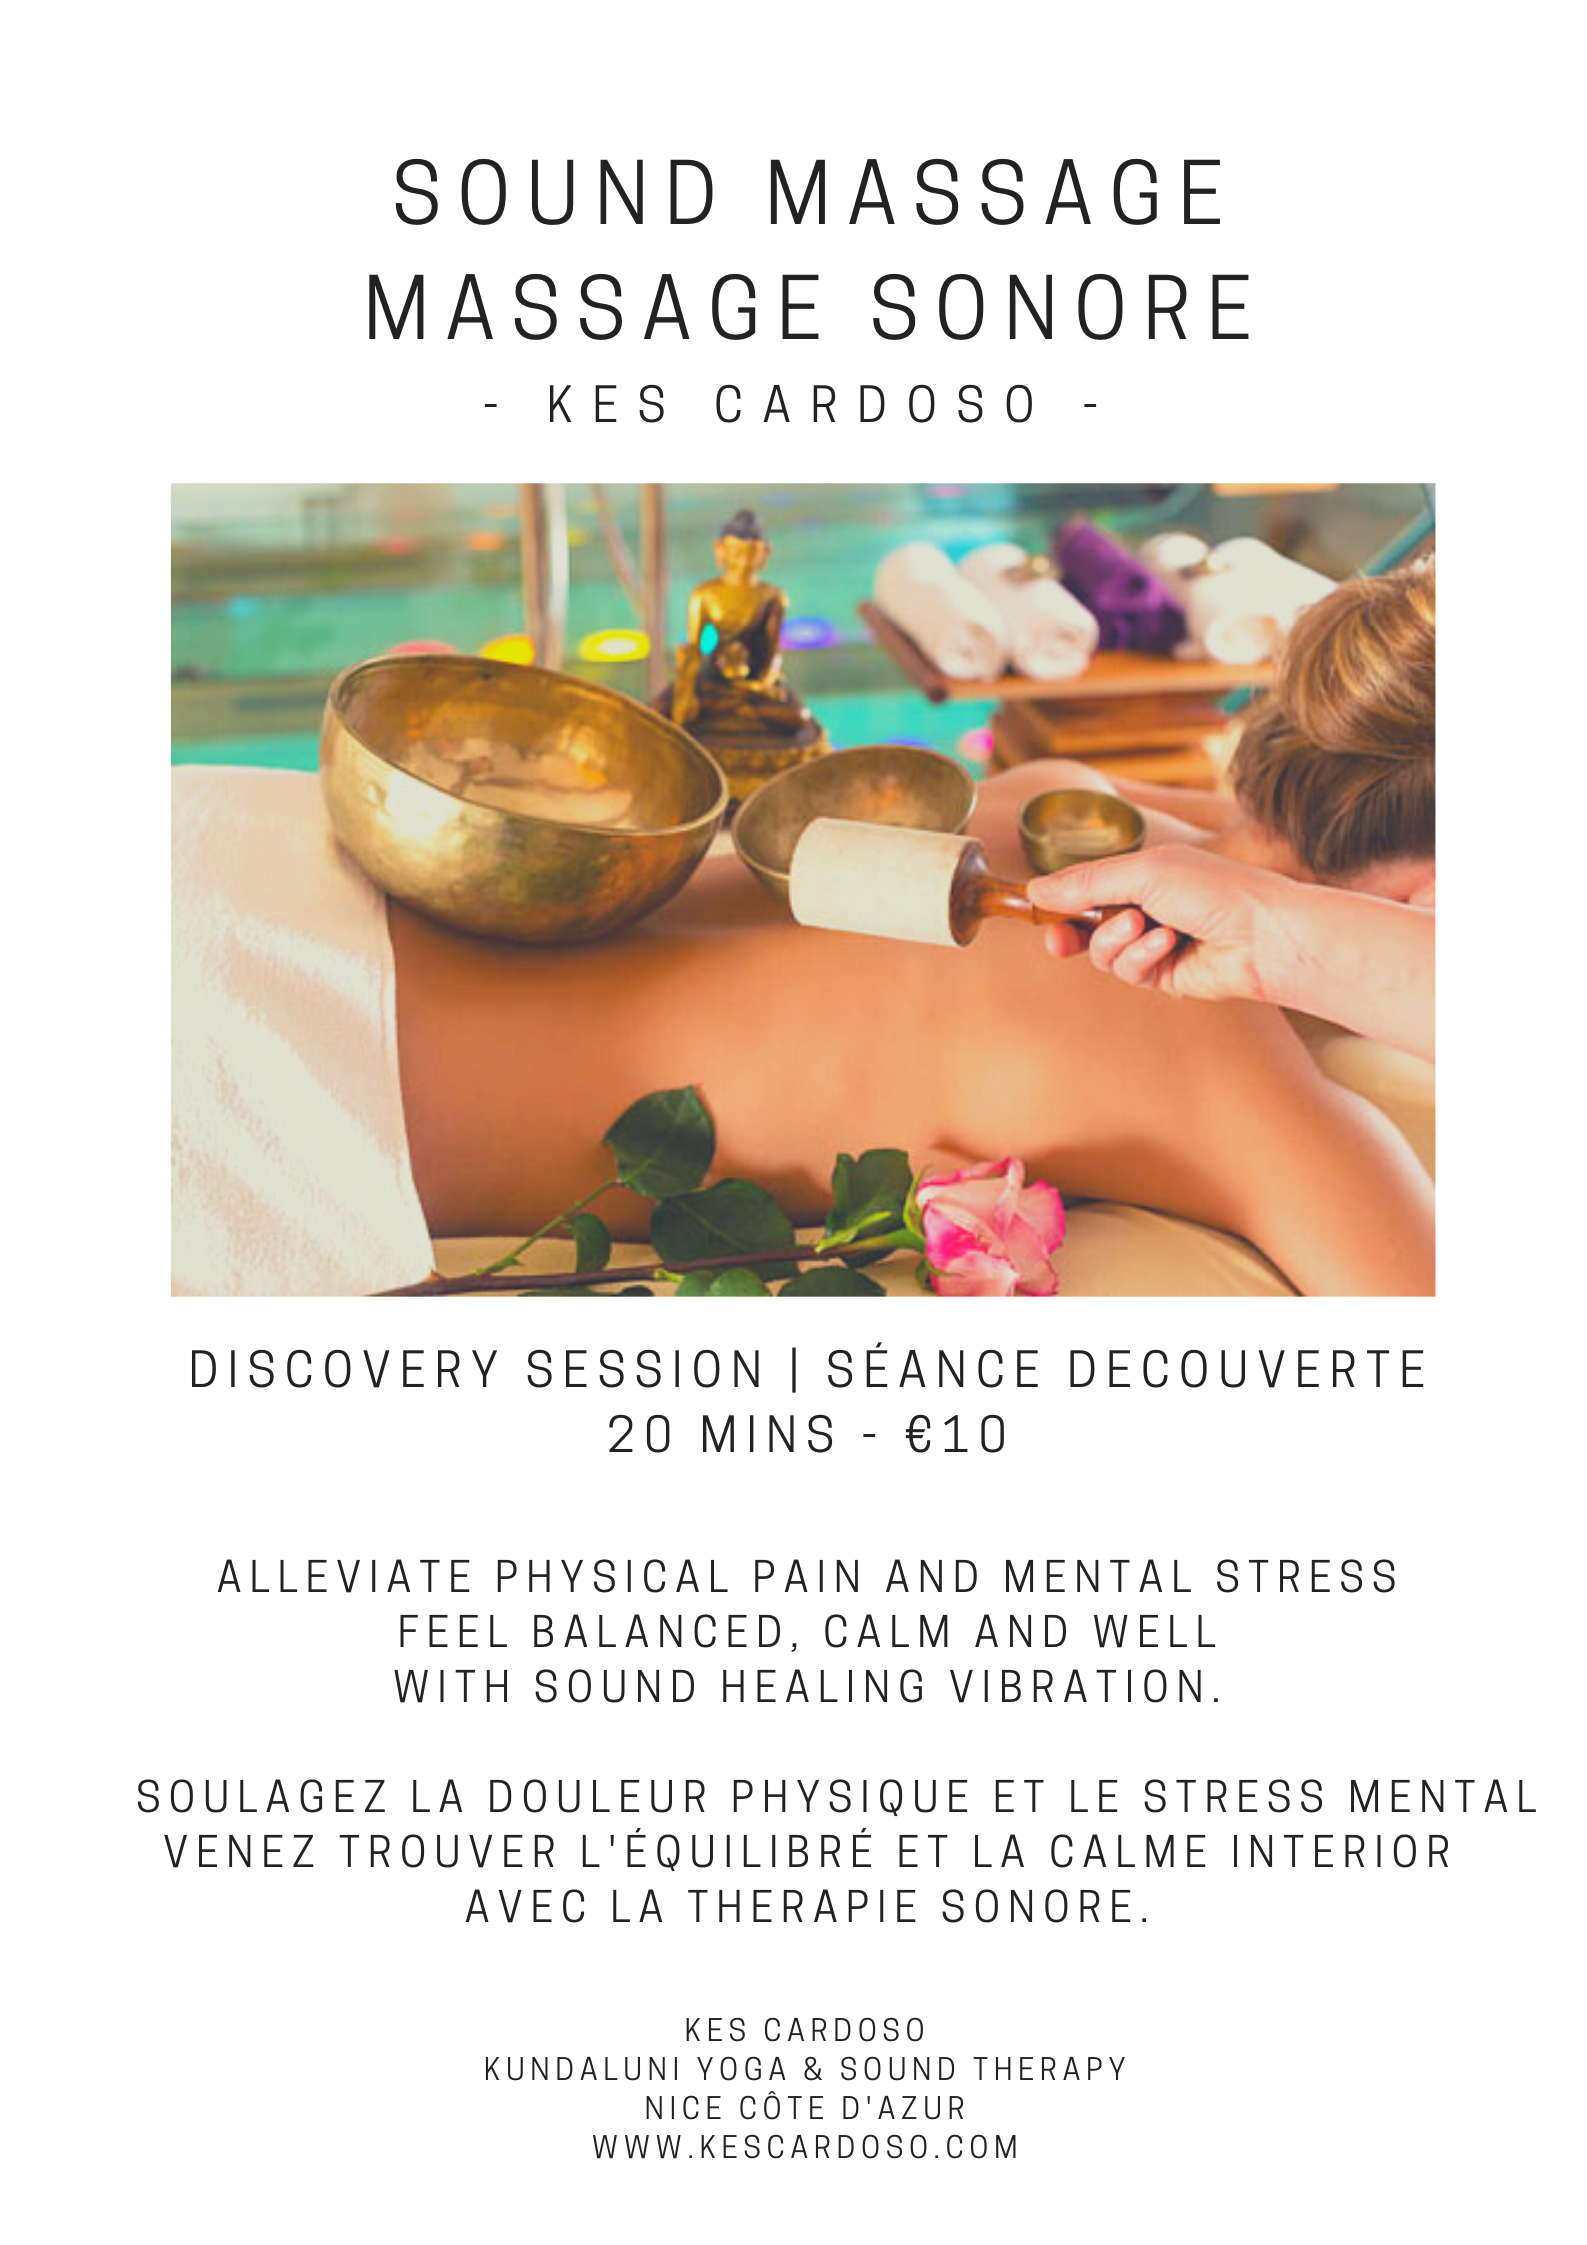 SOUND MASSAGE
MASSAGE SONORE
- KES CARDOSO -
DISCOVERY SESSION | SÉANCE DECOUVERTE
20 MINS - €10
ALLEVIATE PHYSICAL PAIN AND MENTAL STRESS
FEEL BALANCED, CALM AND WELL
WITH SOUND HEALING VIBRATION.
SOULAGEZ LA DOULEUR PHYSIQUE ET LE STRESS MENTAL
VENEZ TROUVER L'ÉQUILIBRÉ ET LA CALME INTERIOR
AVEC LA THERAPIE SONORE.
KES CARDOSO
KUNDALUNI YOGA & SOUND THERAPY
NICE CÔTE D'AZUR
WWW.KESCARDOSO.COM